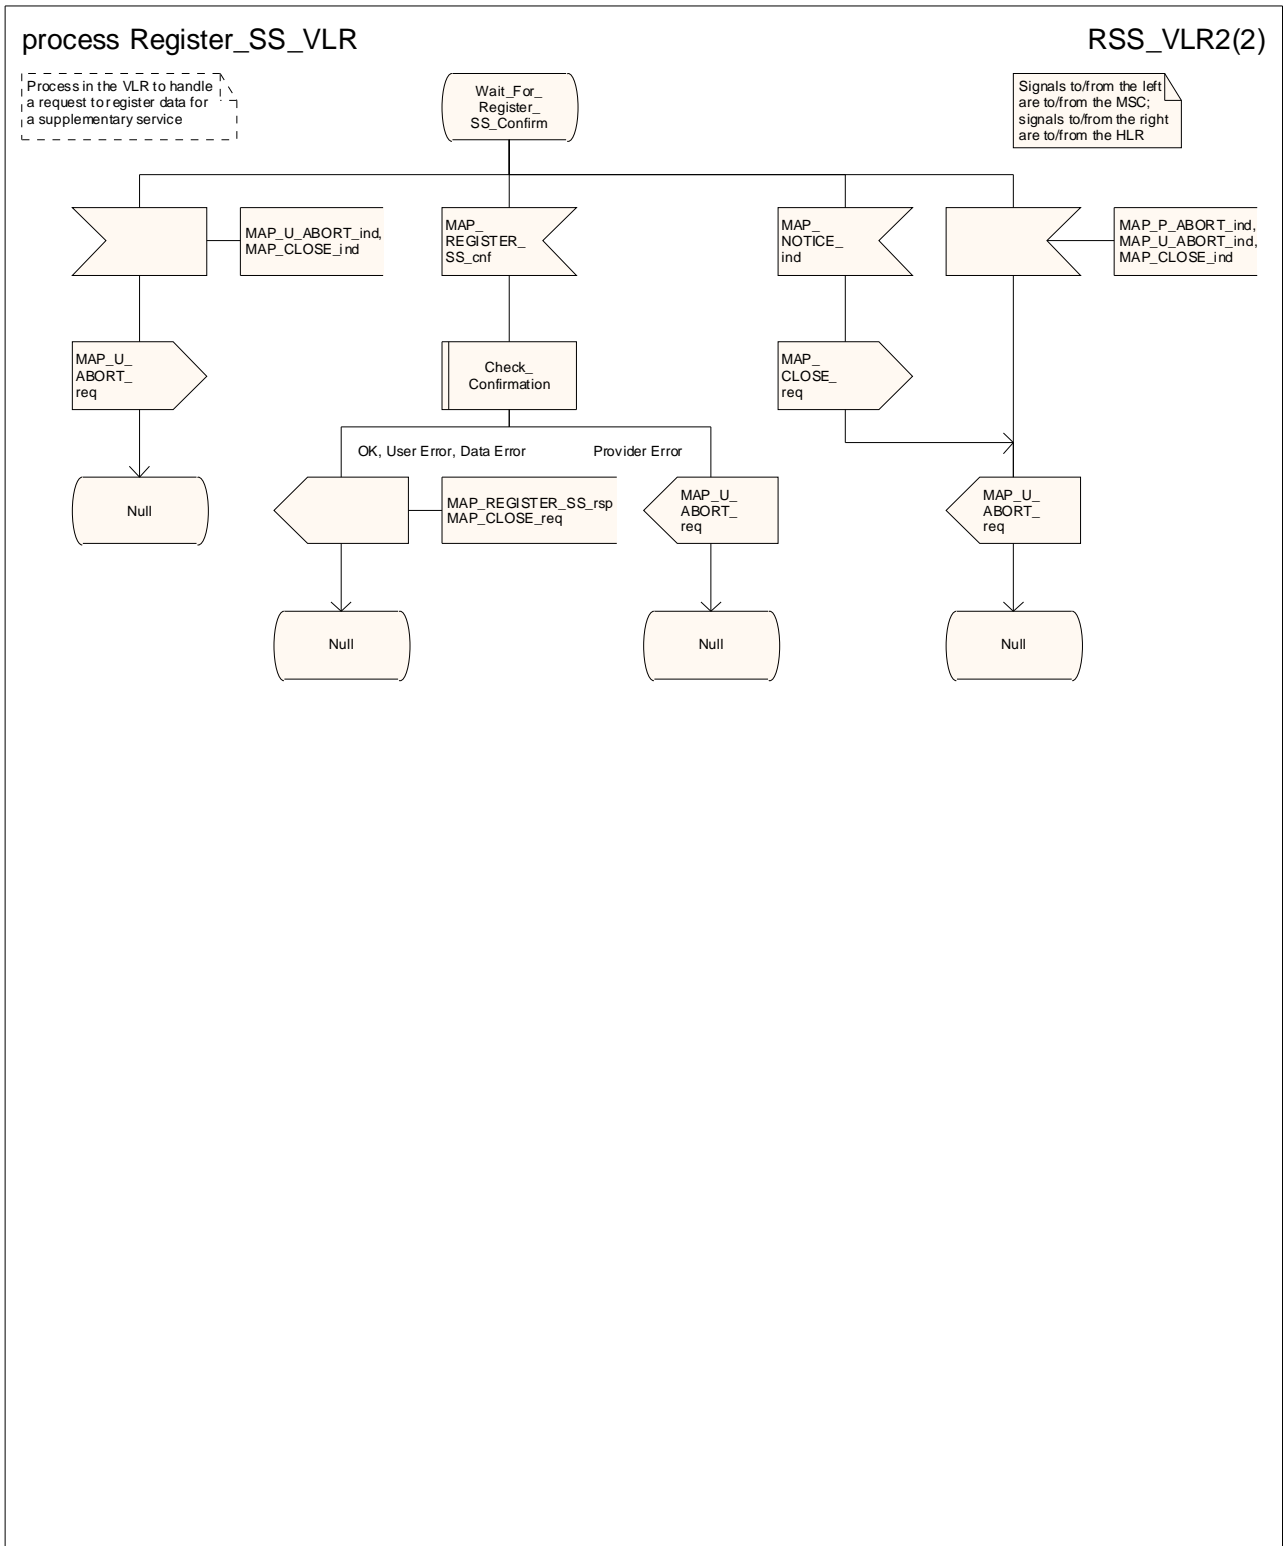 process Register_SS_VLR
RSS_VLR2(2)
Process in the VLR to handle
a request to register data for
a supplementary service
Wait_For_
Register_
SS_Confirm
Signals to/from the left
are to/from the MSC;
signals to/from the right
are to/from the HLR
MAP_U_ABORT_ind,
MAP_CLOSE_ind
MAP_
REGISTER_
SS_cnf
MAP_
NOTICE_
ind
MAP_P_ABORT_ind,
MAP_U_ABORT_ind,
MAP_CLOSE_ind
MAP_U_
ABORT_
req
Check_
Confirmation
MAP_
CLOSE_
req
OK, User Error, Data Error
Provider Error
Null
MAP_REGISTER_SS_rsp
MAP_CLOSE_req
MAP_U_
ABORT_
req
MAP_U_
ABORT_
req
Null
Null
Null